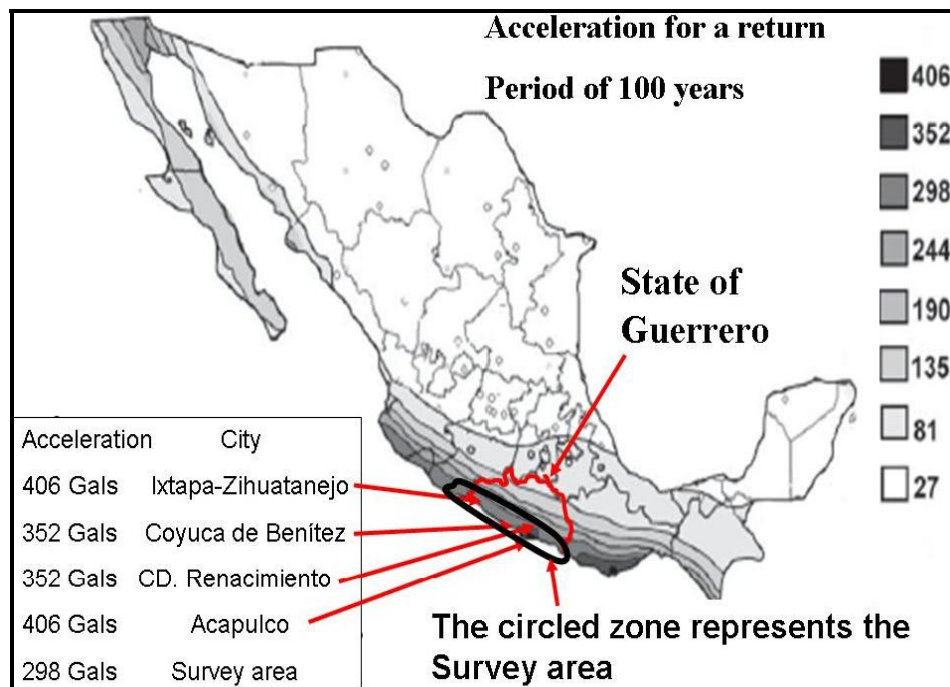 Acceleration for a return
Period of 100 years
406
352
298
244
190
135
81
27
State of
Guerrero
Acceleration City
406 Gals Ixtapa-Zihuatanejo
352 Gals Coyuca de Benítez
352 Gals CD. Renacimiento
406 Gals Acapulco
298 Gals Survey area
The circled zone represents the
Survey area